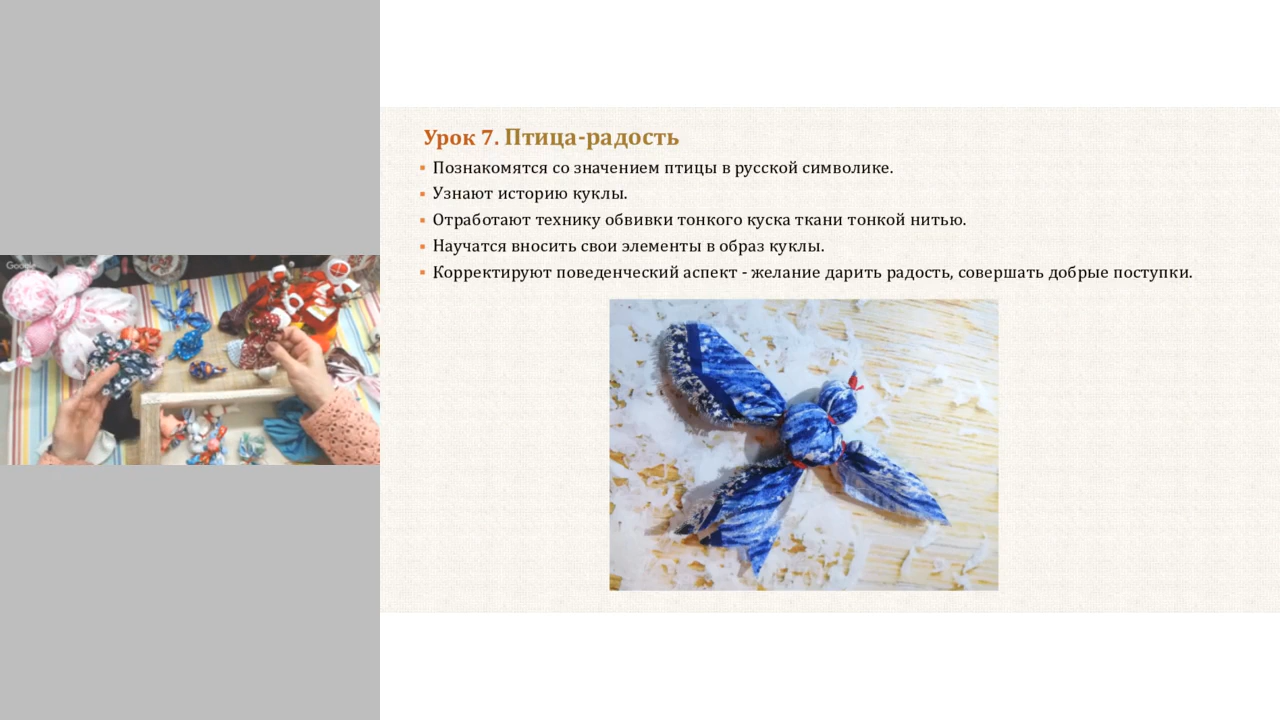 Урок 7. Птица-радость
Познакомятся со значением птицы в русской символике.
Узнают историю куклы.
Отработают технику обвивки тонкого куска ткани тонкой нитью.
Научатся вносить свои элементы в образ куклы.
Корректируют поведенческий аспект - желание дарить радость, совершать добрые поступки.
Google